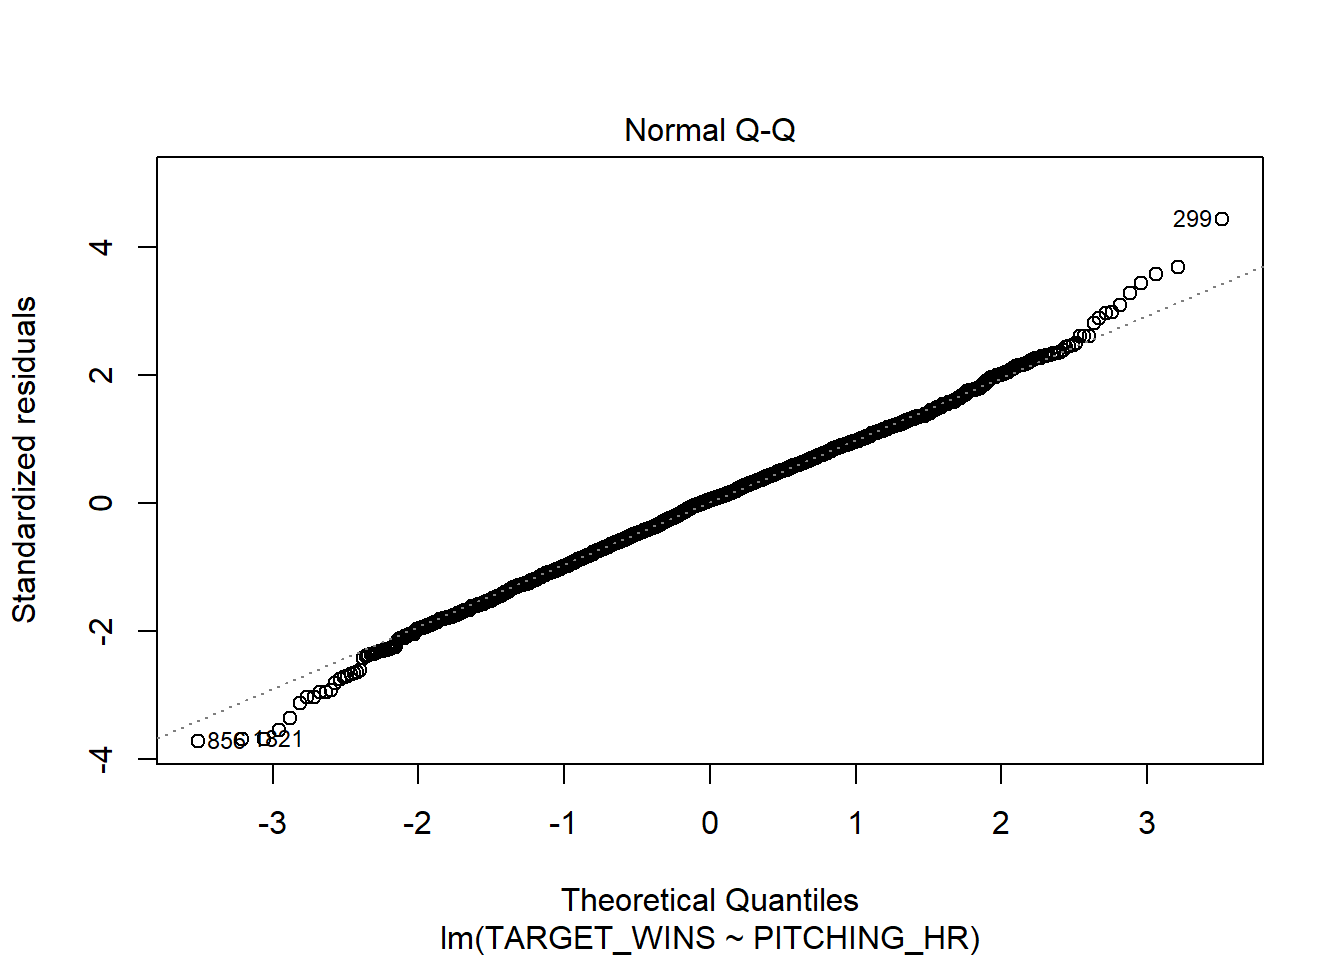 Normal Q-Q
299
4
2
0
-2
-4
Standardized residuals
856 1821
-3 -2 -1 0 1 2 3
Theoretical Quantiles
lm(TARGET_WINS ~ PITCHING_HR)